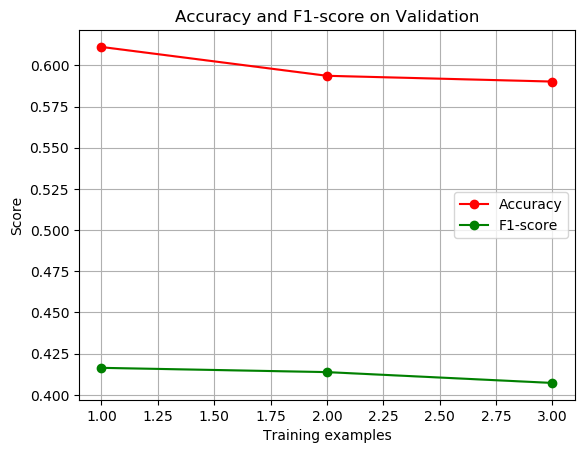 Accuracy and F1-score on Validation
Score
0.600
0.575
0.550
0.525
0.500
0.475
0.450
0.425
0.400
Accuracy
F1-score
1.00 1.25 1.50 1.75 2.00 2.25 2.50 2.75 3.00
Training examples